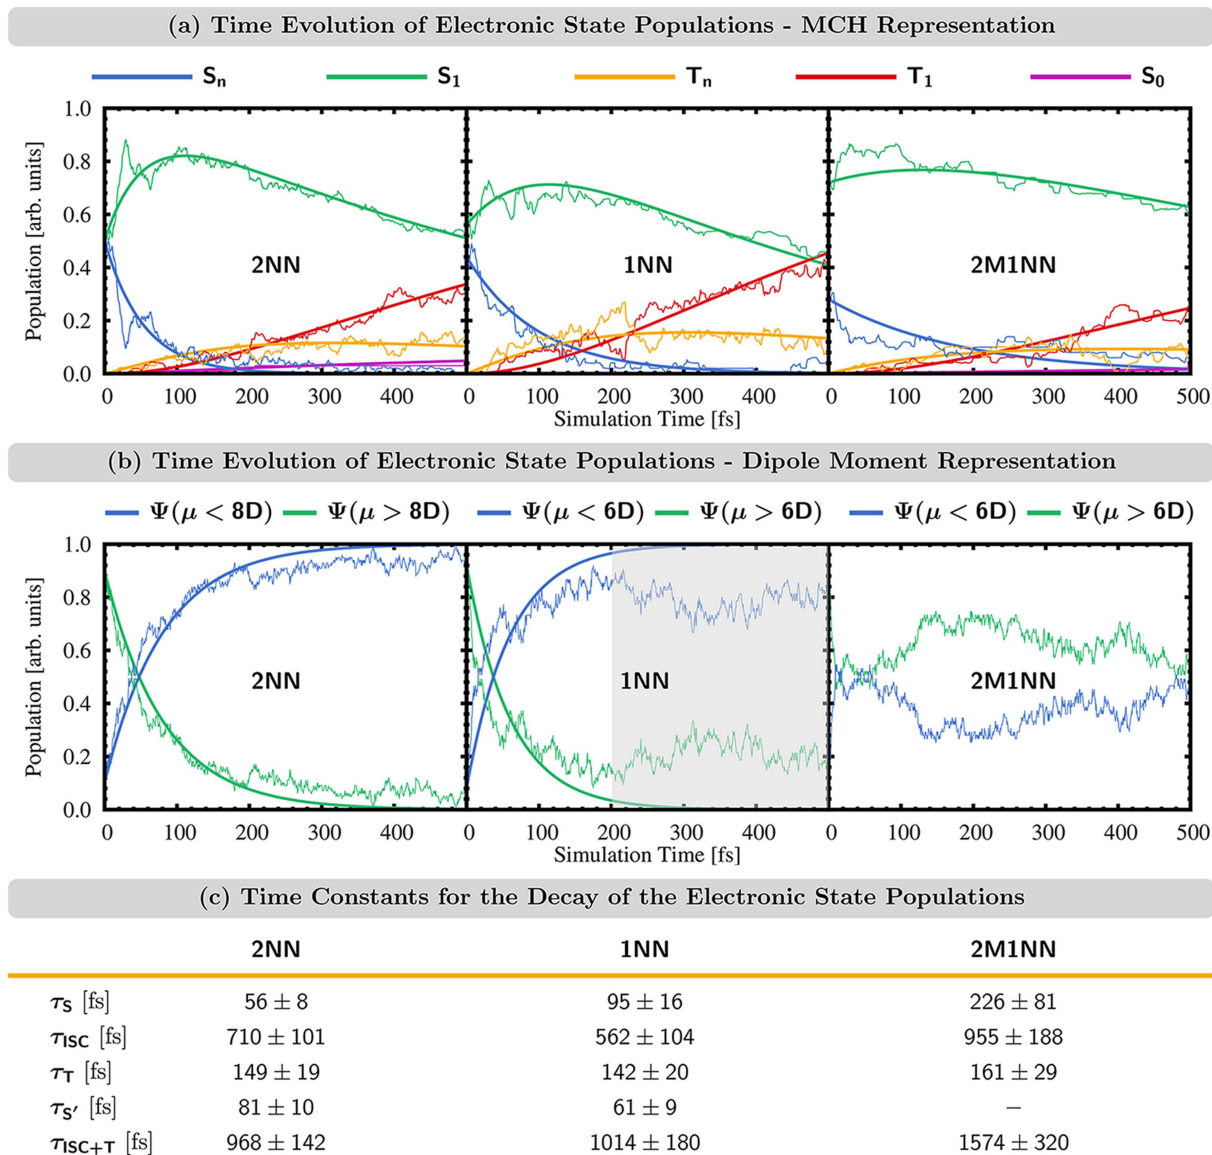 (a) Time Evolution of Electronic State Populations - MCH Representation
Sn S1 Tn T1 S0
Population [arb. units]
1.0
0.8
0.6
0.4
0.2
0.0
2NN 1NN 2M1NN
0 100 200 300 400 0 100 200 300 400 0 100 200 300 400 500
Simulation Time [fs]
(b) Time Evolution of Electronic State Populations - Dipole Moment Representation
Ψ(μ < 8D) Ψ(μ > 8D) Ψ(μ < 6D) Ψ(μ > 6D) Ψ(μ < 6D) Ψ(μ > 6D)
Population [arb. units]
1.0
0.8
0.6
0.4
0.2
0.0
2NN 1NN 2M1NN
0 100 200 300 400 0 100 200 300 400 0 100 200 300 400 500
Simulation Time [fs]
(c) Time Constants for the Decay of the Electronic State Populations
2NN 1NN 2M1NN
τS [fs] 56 ± 8 95 ± 16 226 ± 81
τISC [fs] 710 ± 101 562 ± 104 955 ± 188
τT [fs] 149 ± 19 142 ± 20 161 ± 29
τS′ [fs] 81 ± 10 61 ± 9 −
τISC+T [fs] 968 ± 142 1014 ± 180 1574 ± 320